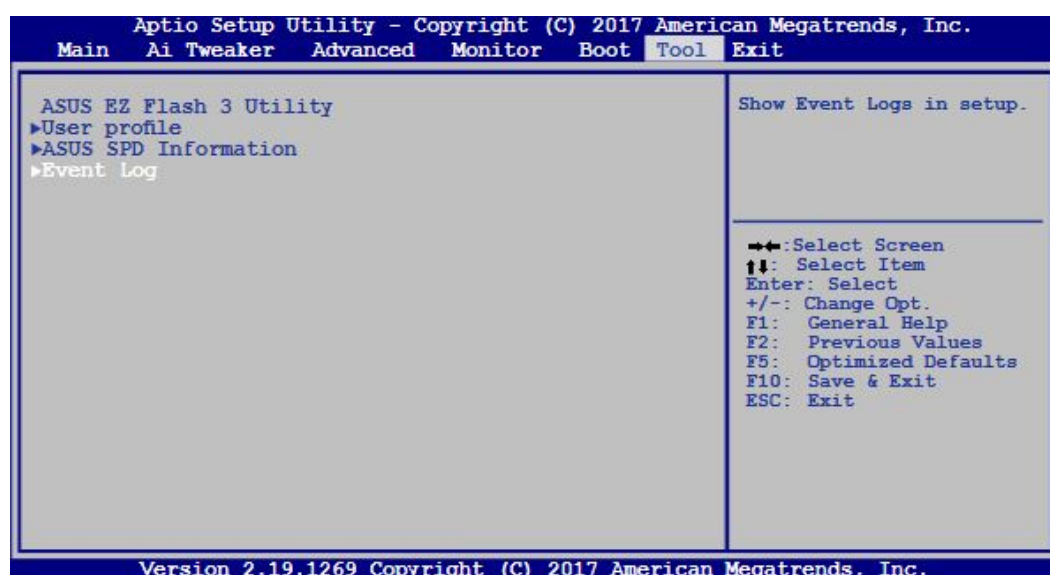 Aptio Setup Utility - Copyright (C) 2017 American Megatrends, Inc.
Main Ai Tweaker Advanced Monitor Boot Tool Exit
ASUS EZ Flash 3 Utility
▶User profile
▶ASUS SPD Information
▶Event Log
Show Event Logs in setup.
→←:Select Screen
↑↓: Select Item
Enter: Select
+/-: Change Opt.
F1: General Help
F2: Previous Values
F5: Optimized Defaults
F10: Save & Exit
ESC: Exit
Version 2.19.1269 Copyright (C) 2017 American Megatrends, Inc.